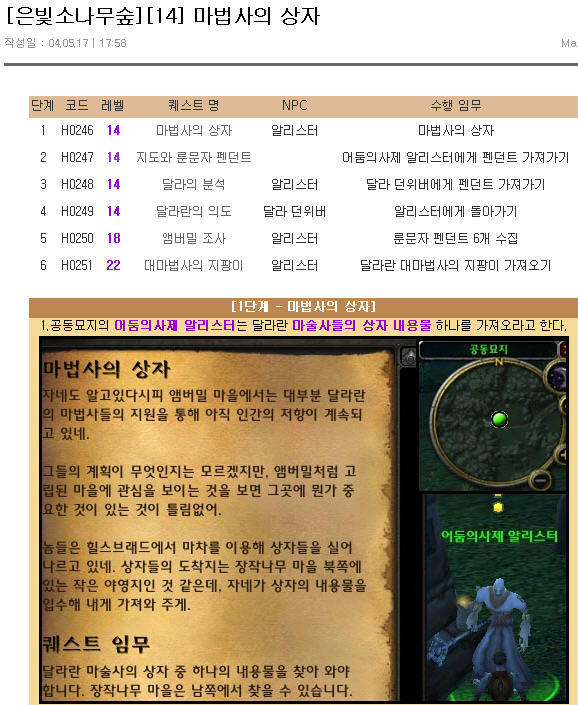 [은빛소나무숲][14] 마법사의 상자
작성일 : 04,05,17 | 17:58 Ma
단계 코드 레벨 퀘스트 명 NPC 수행 임무
1 H0246 14 마법사의 상자 알리스터 마법사의 상자
2 H0247 14 지도와 룬문자 펜던트 어둠의사제 알리스터에게 펜던트 가져가기
3 H0248 14 달라의 분석 알리스터 달라 던위버에게 펜던트 가져가기
4 H0249 14 달라란의 의도 달라 던위버 알리스터에게 돌아가기
5 H0250 18 앰버밀 조사 알리스터 룬문자 펜던트 6개 수집
6 H0251 22 대마법사의 지팡이 알리스터 달라란 대마법사의 지팡이 가져오기
[1단계 - 마법사의 상자]
1.공동묘지의 어둠의사제 알리스터는 달라란 마술사들의 상자 내용물 하나를 가져오라고 한다.
마법사의 상자
자네도 알고있다시피 앰버밀 마을에서는 대부분 달라란
의 마법사들의 지원을 통해 아직 인간의 저항이 계속되
고 있네.
그들의 계획이 무엇인지는 모르겠지만, 앰버밀처럼 고
립된 마을에 관심을 보이는 것을 보면 그곳에 뭔가 중
요한 것이 있는 것이 틀림없어.
놈들은 힐스브래드에서 마차를 이용해 상자들을 실어
나르고 있네. 상자들의 도착지는 장작나무 마을 북쪽에
있는 작은 야영지인 것 같은데, 자네가 상자의 내용물을
입수해 내게 가져와 주게.
퀘스트 임무
달라란 마술사의 상자 중 하나의 내용물을 찾아 와야
합니다. 장작나무 마을은 남쪽에서 찾을 수 있습니다.
공동묘지
N
어둠의사제 알리스터